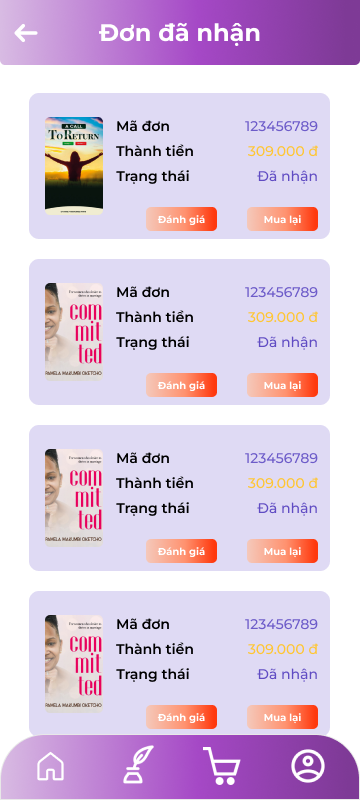 Đơn đã nhận
A CALL
TO RETURN
Mã đơn 123456789
Thành tiền 309.000 đ
Trạng thái Đã nhận
Đánh giá Mua lại
com
mit
ted
PAMELA MAKUMBI OKETCHO
Mã đơn 123456789
Thành tiền 309.000 đ
Trạng thái Đã nhận
Đánh giá Mua lại
com
mit
ted
PAMELA MAKUMBI OKETCHO
Mã đơn 123456789
Thành tiền 309.000 đ
Trạng thái Đã nhận
Đánh giá Mua lại
com
mit
ted
PAMELA MAKUMBI OKETCHO
Mã đơn 123456789
Thành tiền 309.000 đ
Trạng thái Đã nhận
Đánh giá Mua lại